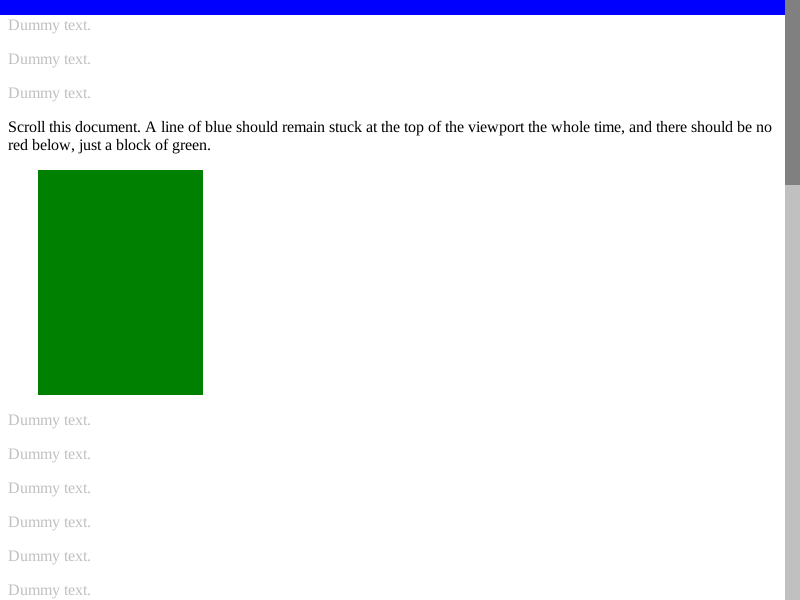 Dummy text.
Dummy text.
Dummy text.
Scroll this document. A line of blue should remain stuck at the top of the viewport the whole time, and there should be no
red below, just a block of green.
Dummy text.
Dummy text.
Dummy text.
Dummy text.
Dummy text.
Dummy text.